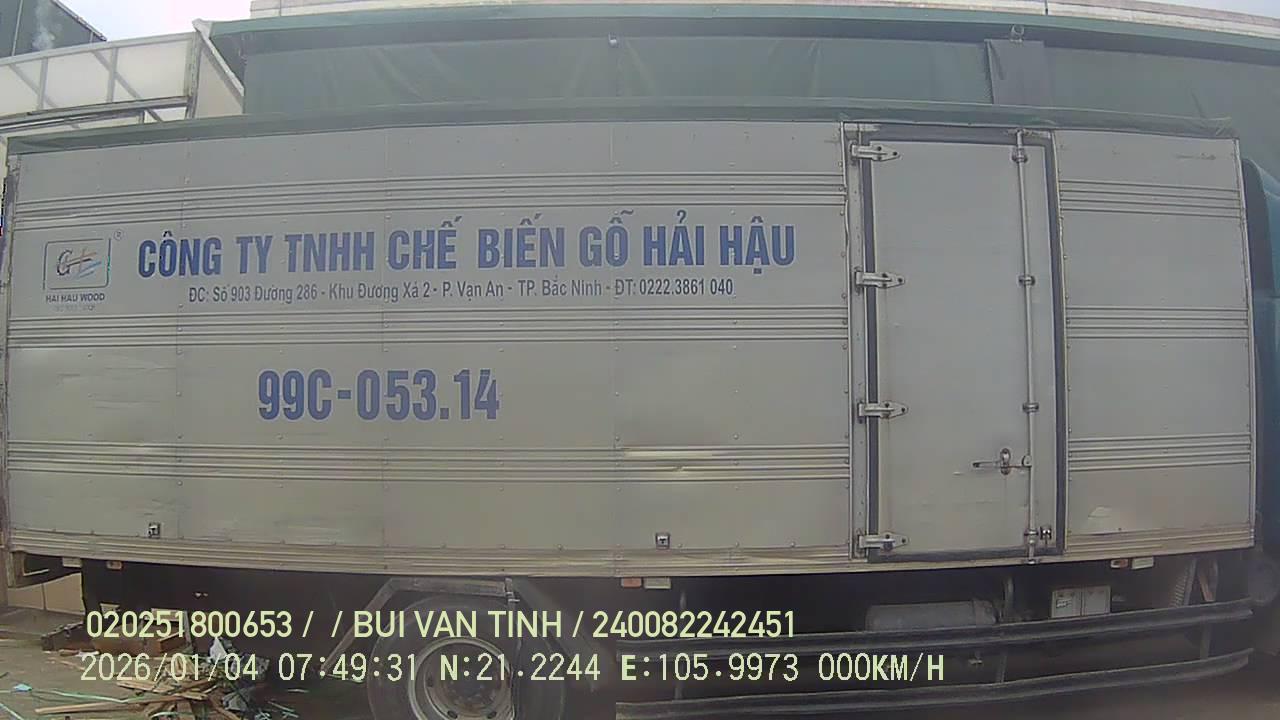 CÔNG TY TNHH CHẾ BIẾN GỖ HẢI HẬU
ĐC: Số 903 Đường 286 - Khu Đương Xá 2 - P. Vạn An - TP. Bắc Ninh - ĐT: 0222.3861 040
HAI HAU WOOD
99C-053.14
020251800653 / / BUI VAN TINH / 240082242451
2026/01/04 07:49:31 N:21.2244 E:105.9973 000KM/H